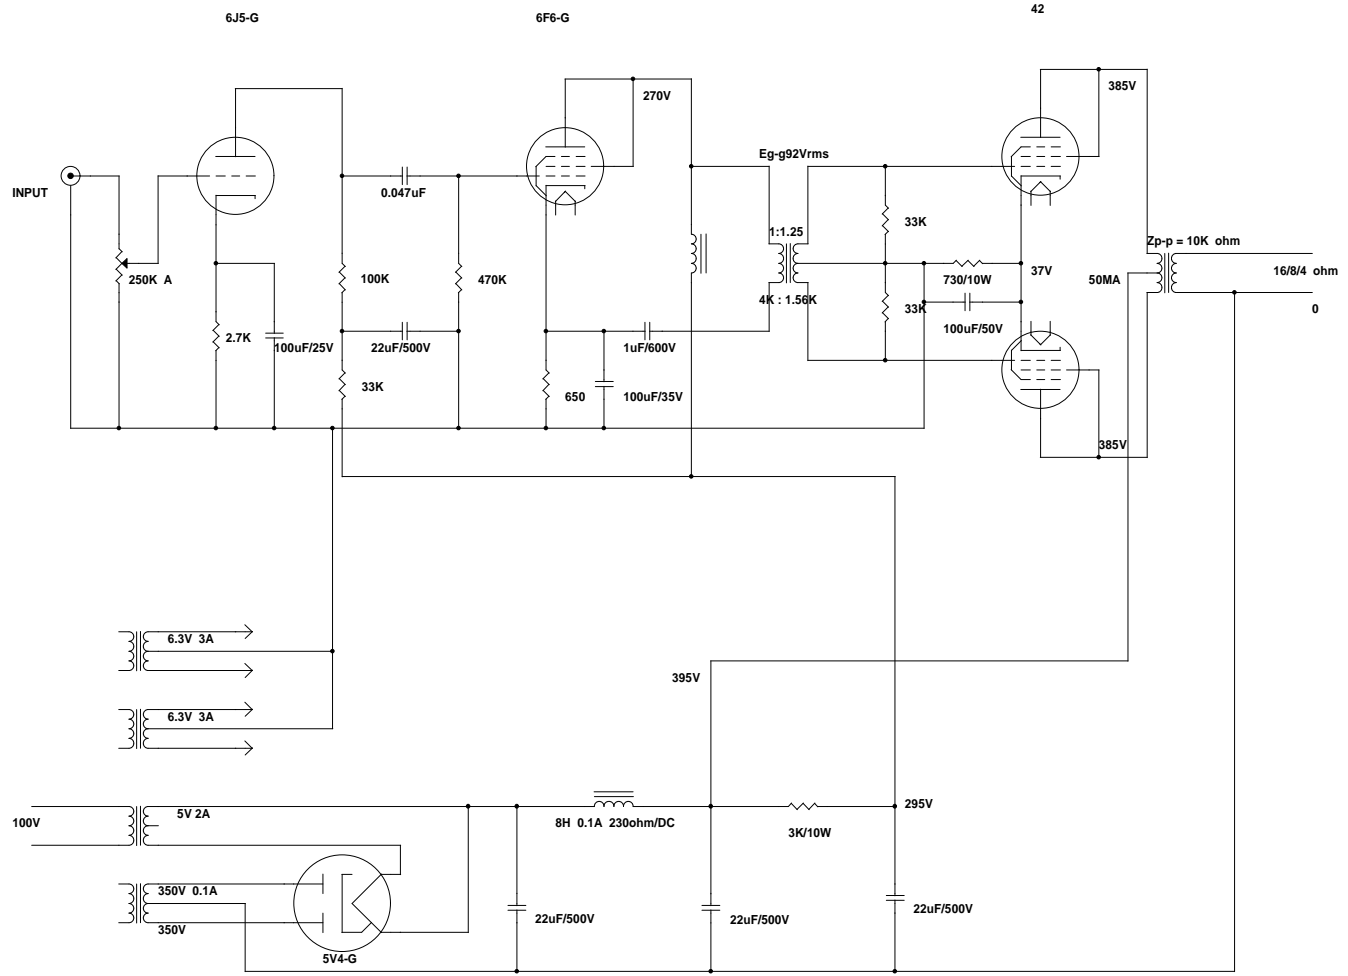 6J5-G
6F6-G
42
270V
385V
Eg-g92Vrms
INPUT
0.047uF
33K
1:1.25
Zp-p = 10K ohm
250K A
100K
470K
730/10W
37V
50MA
16/8/4 ohm
4K : 1.56K
33K
0
2.7K
100uF/25V
22uF/500V
1uF/600V
100uF/50V
33K
650
100uF/35V
385V
6.3V 3A
395V
6.3V 3A
100V
5V 2A
295V
8H 0.1A 230ohm/DC
3K/10W
350V 0.1A
350V
22uF/500V
22uF/500V
22uF/500V
5V4-G